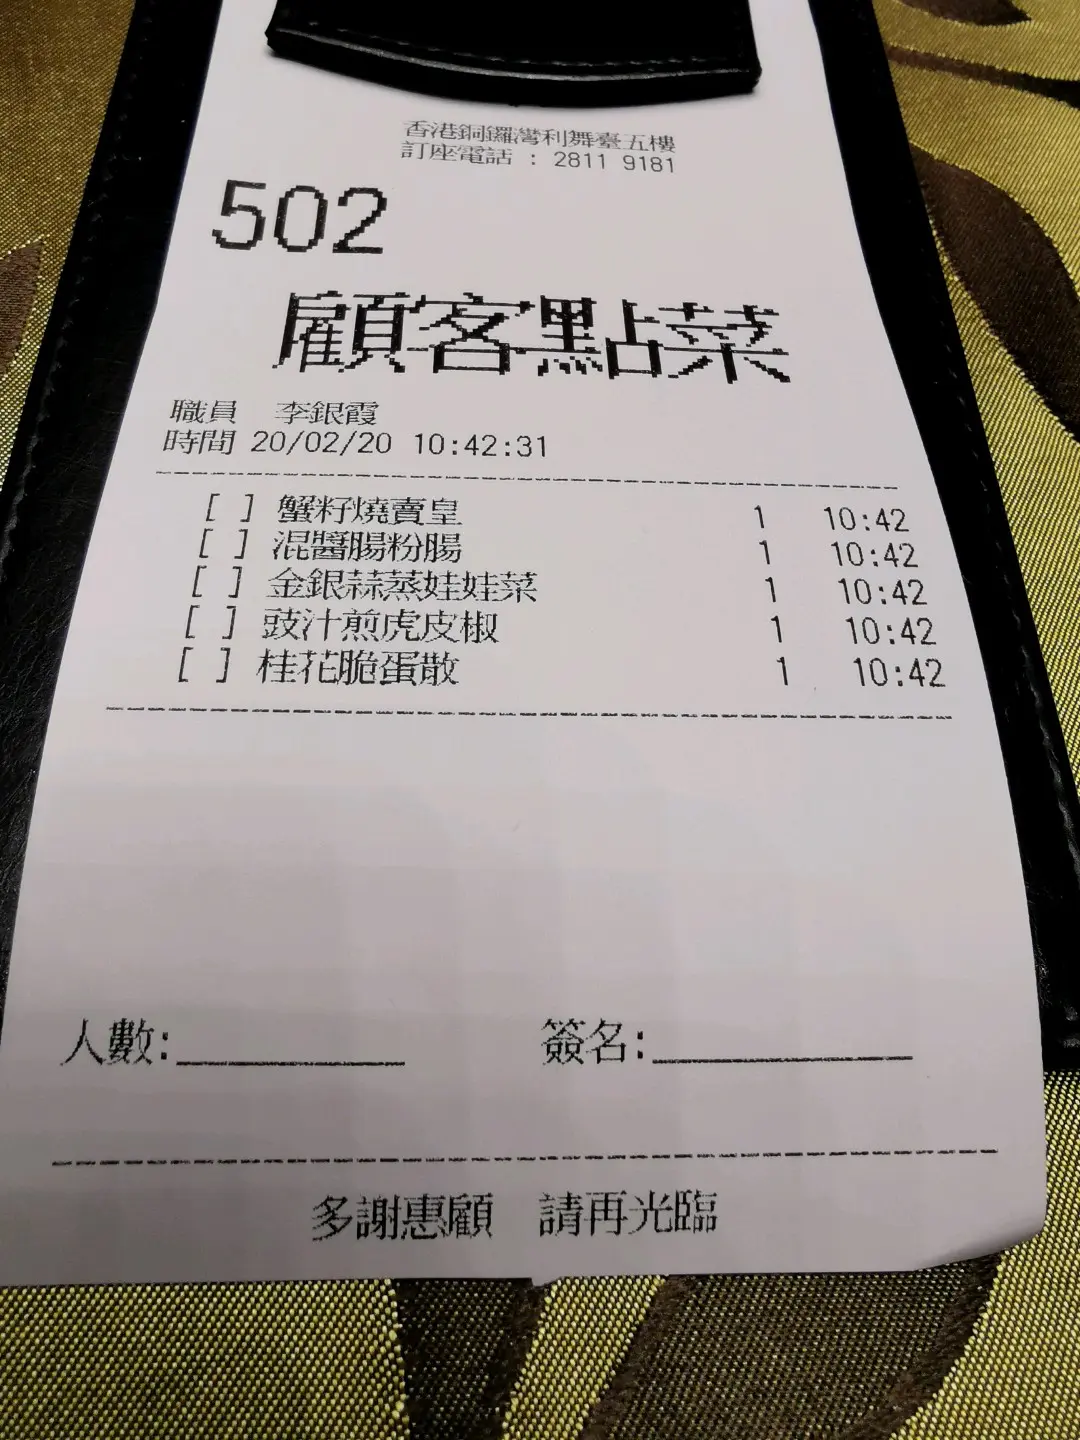 香港銅鑼灣利舞臺五樓
訂座電話 : 2811 9181
502
顧客點菜
職員 李銀霞
時間 20/02/20 10:42:31
[ ] 蟹籽燒賣皇 1 10:42
[ ] 混醬腸粉腸 1 10:42
[ ] 金銀蒜蒸娃娃菜 1 10:42
[ ] 豉汁煎虎皮椒 1 10:42
[ ] 桂花脆蛋散 1 10:42
人數:________ 簽名:__________
多謝惠顧 請再光臨